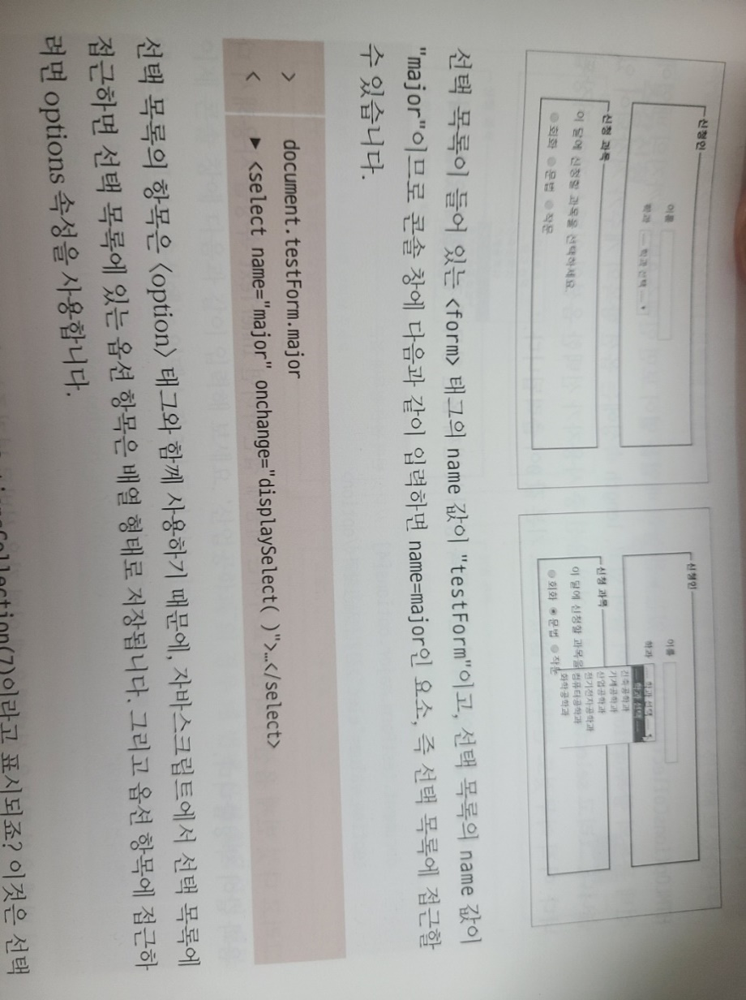 신청인
이름
학과 --- 학과 선택 ---
신청 과목
이 달에 신청할 과목을 선택하세요.
회화 문법 작문
신청인
이름
학과 --- 학과 선택 ---
--- 학과 선택 ---
건축공학과
기계공학과
산업공학과
전기전자공학과
컴퓨터공학과
화학공학과
신청 과목
이 달에 신청할 과목을
회화 문법 작문
선택 목록이 들어 있는 <form> 태그의 name 값이 "testForm"이고, 선택 목록의 name 값이
"major"이므로 콘솔 창에 다음과 같이 입력하면 name=major인 요소, 즉 선택 목록에 접근할
수 있습니다.
> document.testForm.major
< ▶ <select name="major" onchange="displaySelect( )">…</select>
선택 목록의 항목은 〈option〉 태그와 함께 사용하기 때문에, 자바스크립트에서 선택 목록에
접근하면 선택 목록에 있는 옵션 항목은 배열 형태로 저장됩니다. 그리고 옵션 항목에 접근하
려면 options 속성을 사용합니다.
(7)이라고 표시되죠? 이것은 선택